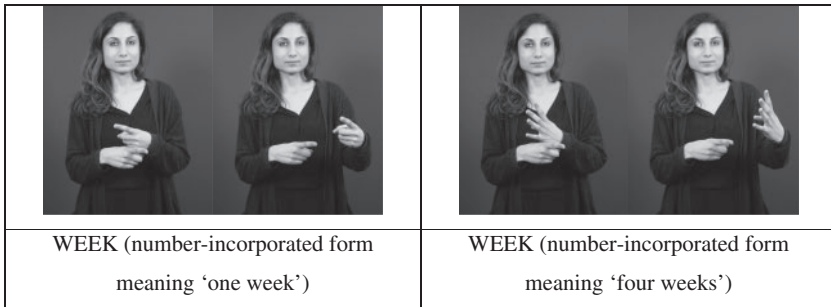 WEEK (number-incorporated form
meaning ‘one week’)
WEEK (number-incorporated form
meaning ‘four weeks’)